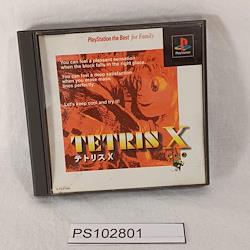 PlayStation the Best for Family
PlayStation
You can feel a pleasant sensation
when the block falls in the right place.
You can feel a deep satisfaction
when you erase mass
lines perfectly.
Let's keep cool and try it!
TETRIS X
テトリスX
PS102801